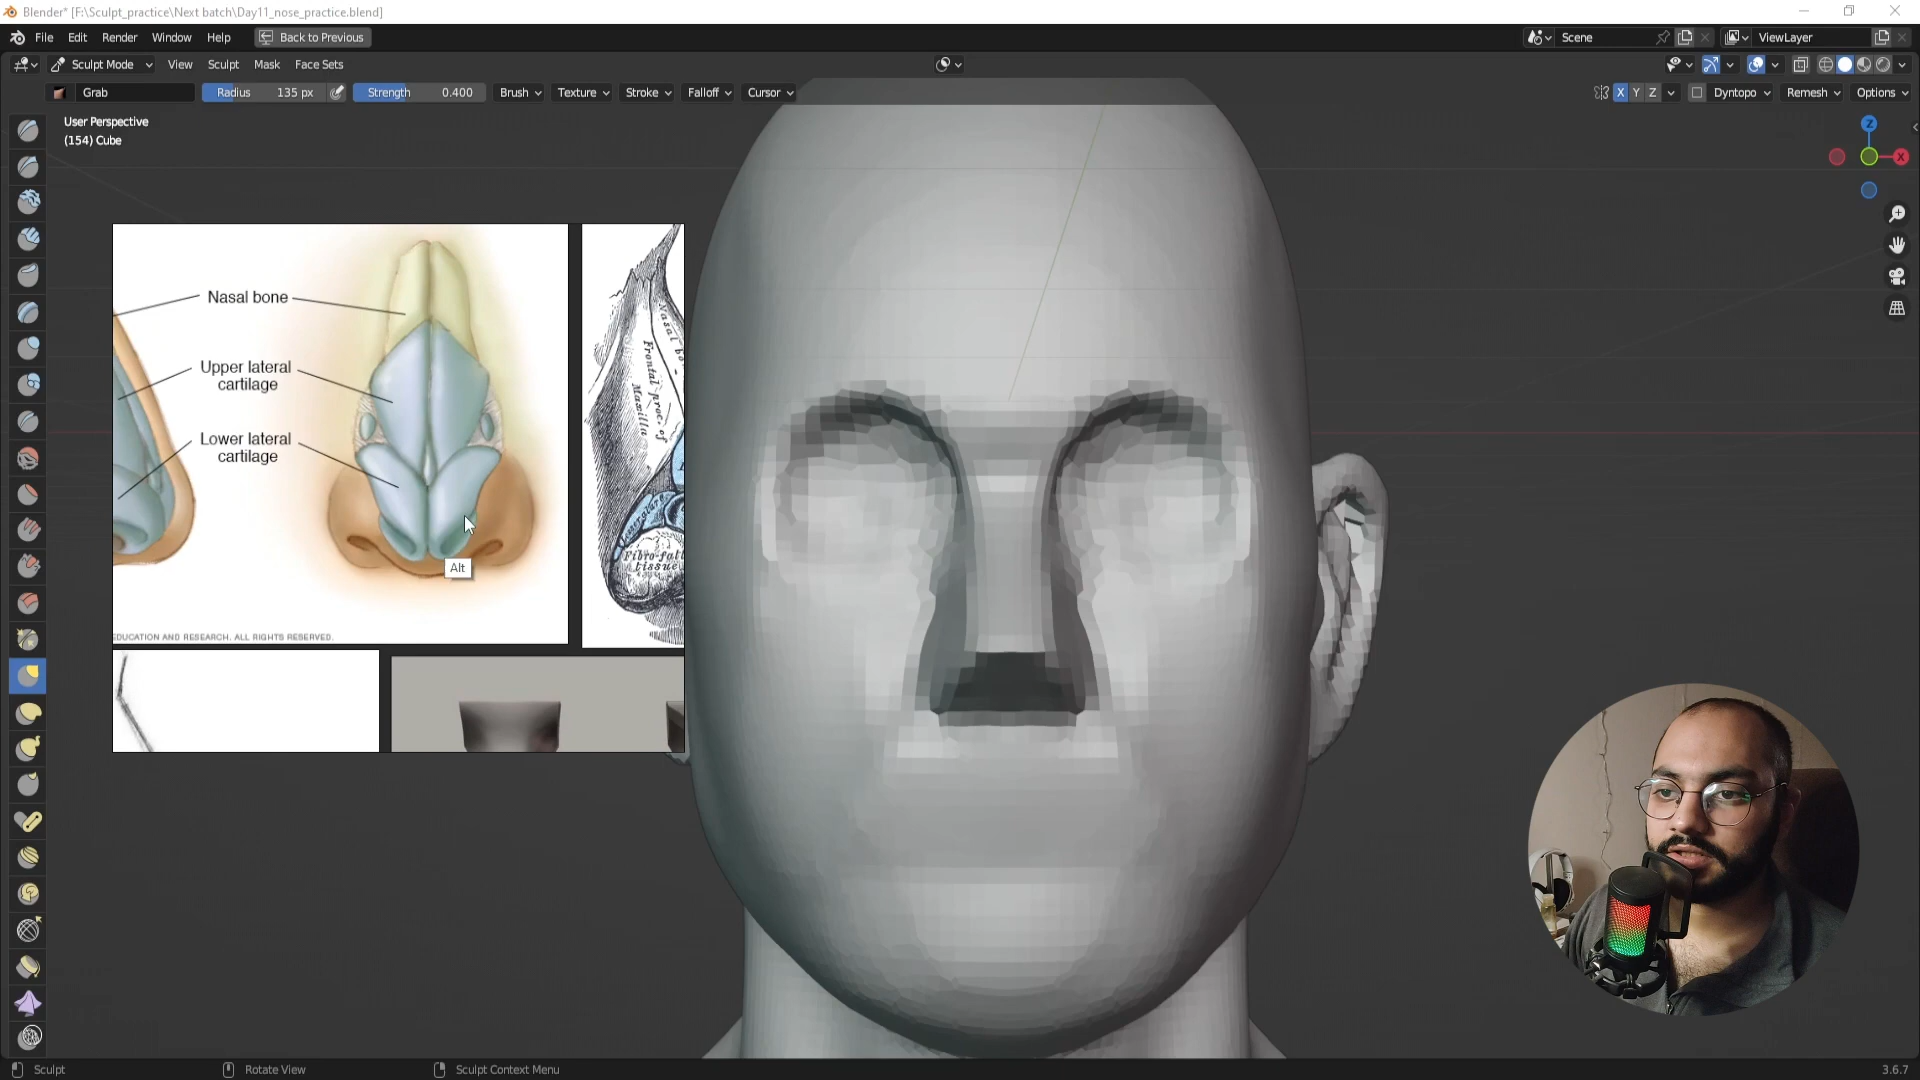 Blender* [F:\Sculpt_practice\Next batch\Day11_nose_practice.blend]
File Edit Render Window Help Back to Previous Scene ViewLayer
Sculpt Mode View Sculpt Mask Face Sets
Grab Radius 135 px Strength 0.400 Brush Texture Stroke Falloff Cursor X Y Z Dyntopo Remesh Options
User Perspective
(154) Cube
Z
X
Nasal bone
Upper lateral
cartilage
Lower lateral
cartilage
Alt
EDUCATION AND RESEARCH. ALL RIGHTS RESERVED.
Nasal
Frontal proc. of
Maxilla
Fibro-fat
tissue
Sculpt Rotate View Sculpt Context Menu 3.6.7